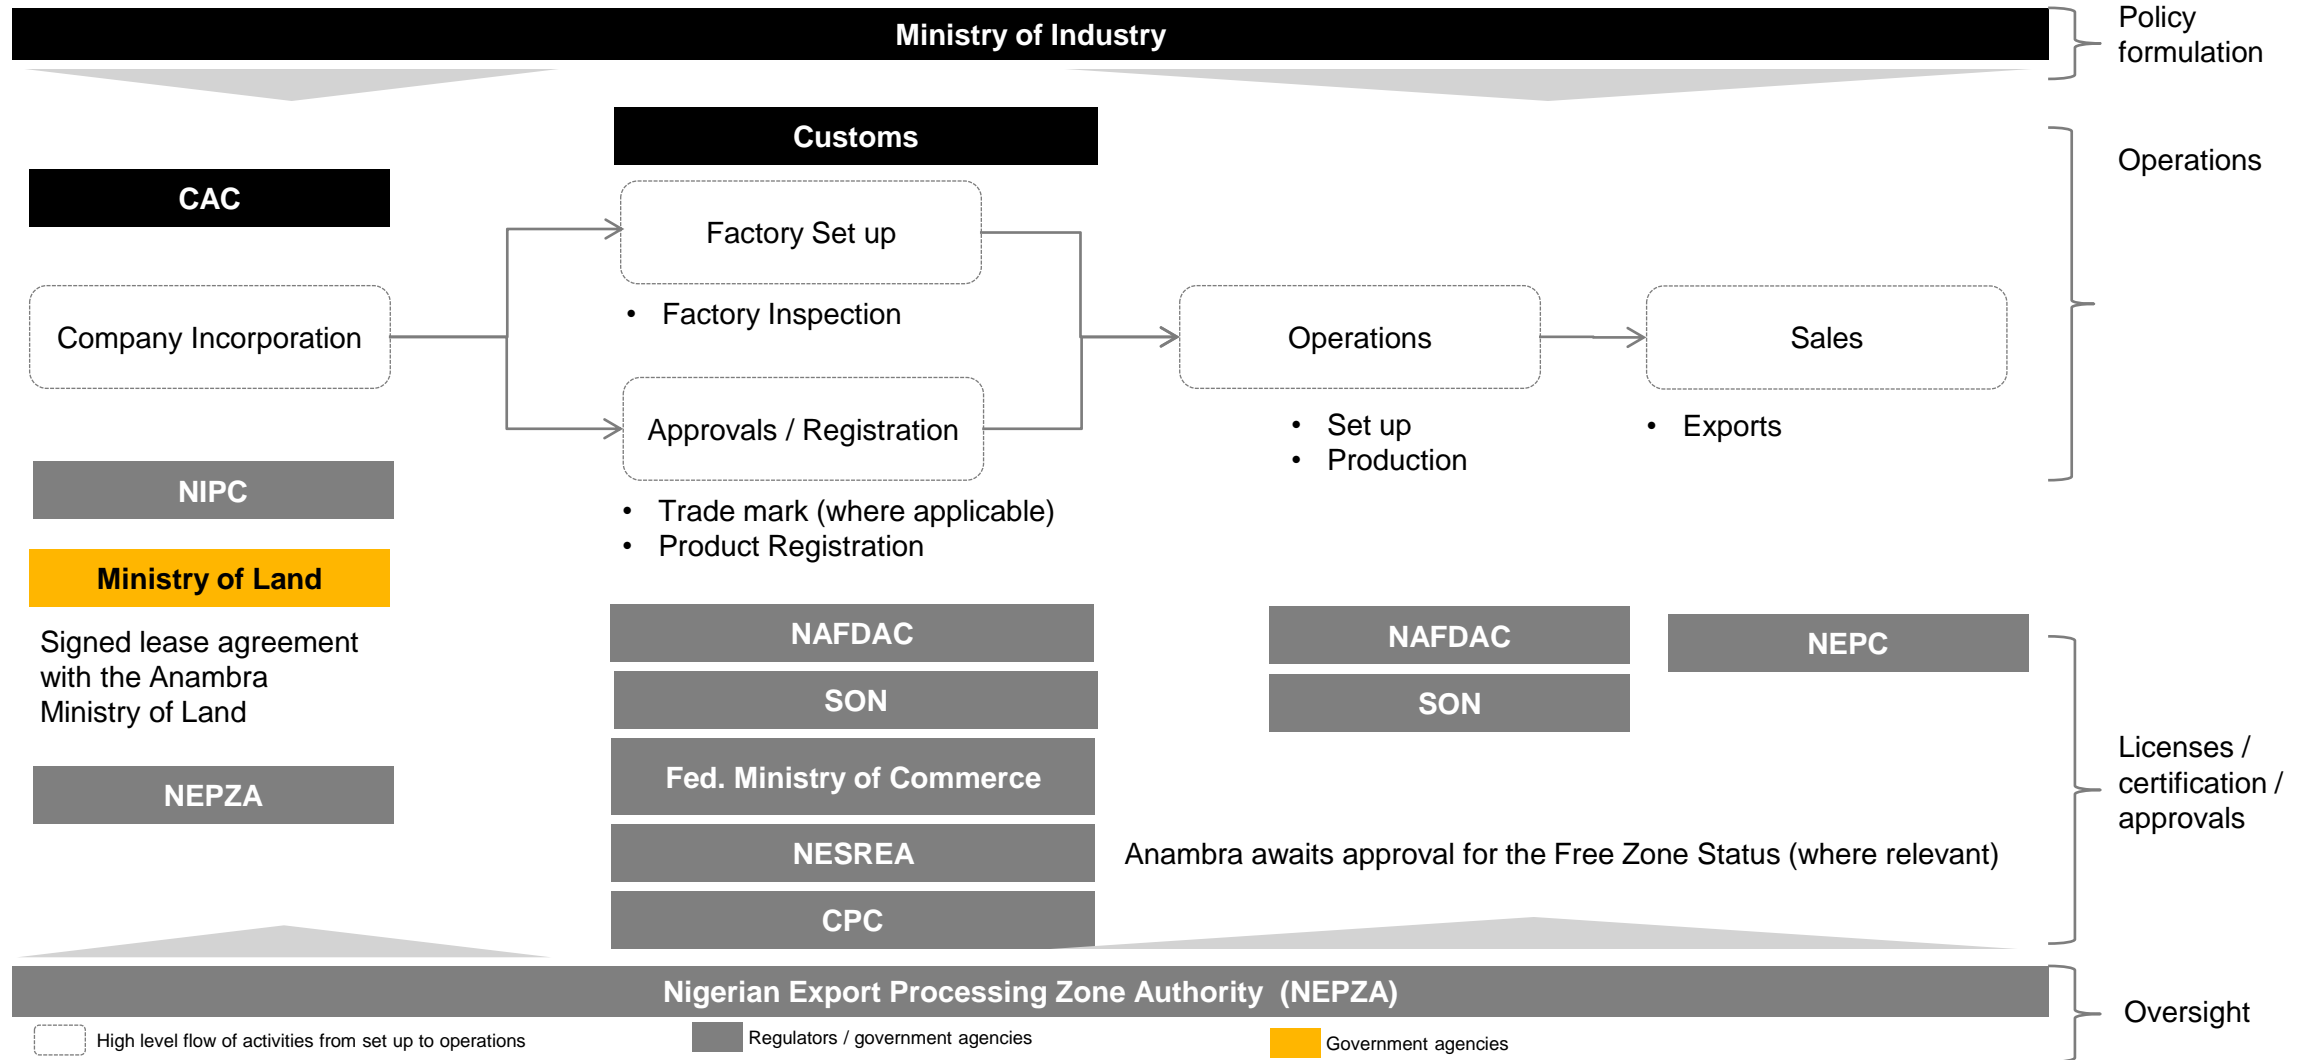 Ministry of Industry
Policy
formulation
Customs
Operations
CAC
Factory Set up
• Factory Inspection
Company Incorporation
Operations
Sales
Approvals / Registration
• Set up
• Production
• Exports
NIPC
• Trade mark (where applicable)
• Product Registration
Ministry of Land
Signed lease agreement
with the Anambra
Ministry of Land
NEPZA
NAFDAC
SON
Fed. Ministry of Commerce
NESREA
CPC
NAFDAC
SON
NEPC
Licenses /
certification /
approvals
Anambra awaits approval for the Free Zone Status (where relevant)
Nigerian Export Processing Zone Authority (NEPZA)
Oversight
High level flow of activities from set up to operations
Regulators / government agencies
Government agencies